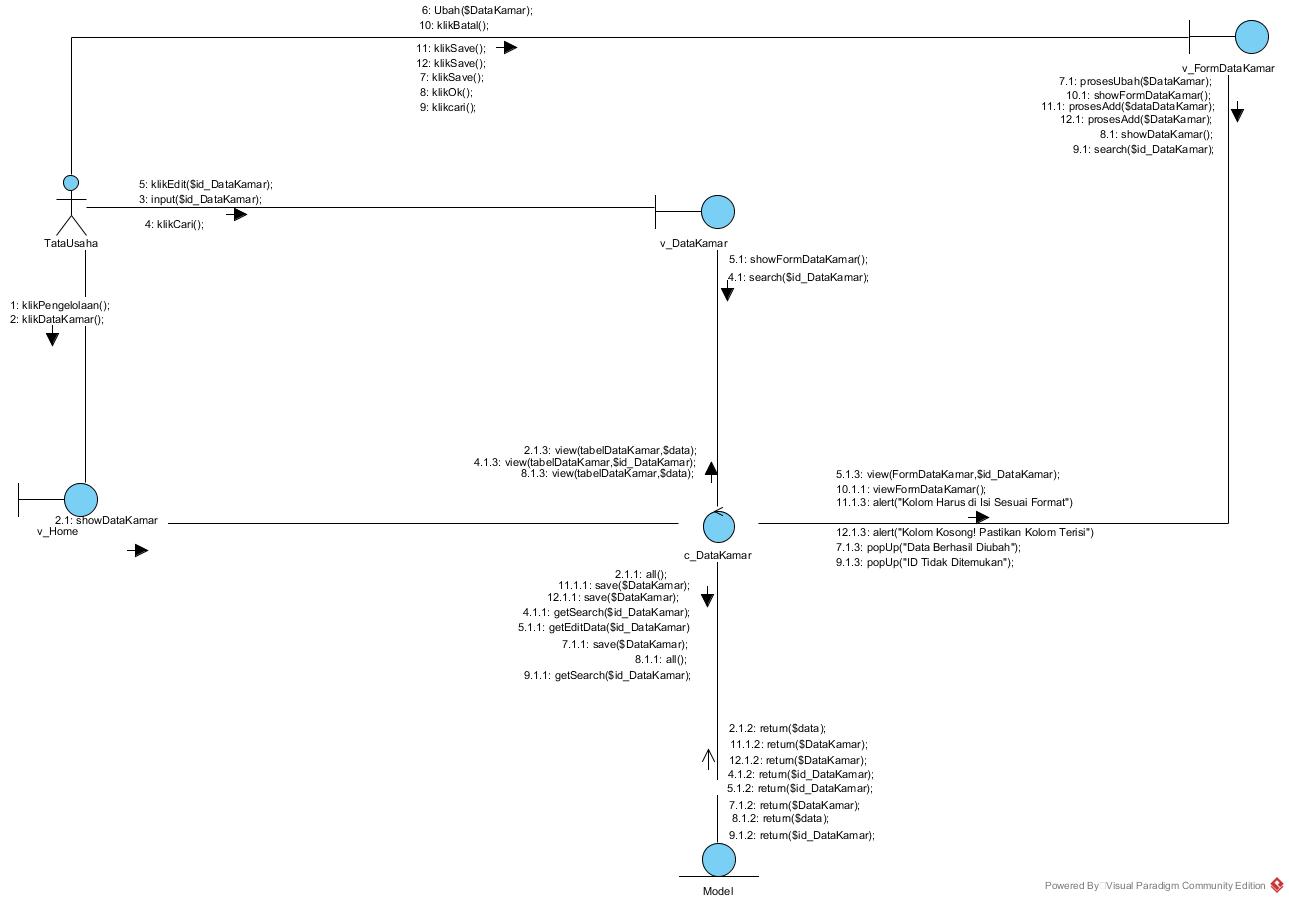 6: Ubah($DataKamar);
10: klikBatal();
11: klikSave();
12: klikSave();
7: klikSave();
8: klikOk();
9: klikcari();
v_FormDataKamar
7.1: prosesUbah($DataKamar);
10.1: showFormDataKamar();
11.1: prosesAdd($dataDataKamar);
12.1: prosesAdd($DataKamar);
8.1: showDataKamar();
9.1: search($id_DataKamar);
5: klikEdit($id_DataKamar);
3: input($id_DataKamar);
4: klikCari();
TataUsaha
v_DataKamar
5.1: showFormDataKamar();
4.1: search($id_DataKamar);
1: klikPengelolaan();
2: klikDataKamar();
2.1.3: view(tabelDataKamar,$data);
4.1.3: view(tabelDataKamar,$id_DataKamar);
8.1.3: view(tabelDataKamar,$data);
5.1.3: view(FormDataKamar,$id_DataKamar);
10.1.1: viewFormDataKamar();
11.1.3: alert("Kolom Harus di Isi Sesuai Format")
12.1.3: alert("Kolom Kosong! Pastikan Kolom Terisi")
7.1.3: popUp("Data Berhasil Diubah");
9.1.3: popUp("ID Tidak Ditemukan");
2.1: showDataKamar
v_Home
c_DataKamar
2.1.1: all();
11.1.1: save($DataKamar);
12.1.1: save($DataKamar);
4.1.1: getSearch($id_DataKamar);
5.1.1: getEditData($id_DataKamar)
7.1.1: save($DataKamar);
8.1.1: all();
9.1.1: getSearch($id_DataKamar);
2.1.2: return($data);
11.1.2: return($DataKamar);
12.1.2: return($DataKamar);
4.1.2: return($id_DataKamar);
5.1.2: return($id_DataKamar);
7.1.2: return($DataKamar);
8.1.2: return($data);
9.1.2: return($id_DataKamar);
Model
Powered By Visual Paradigm Community Edition